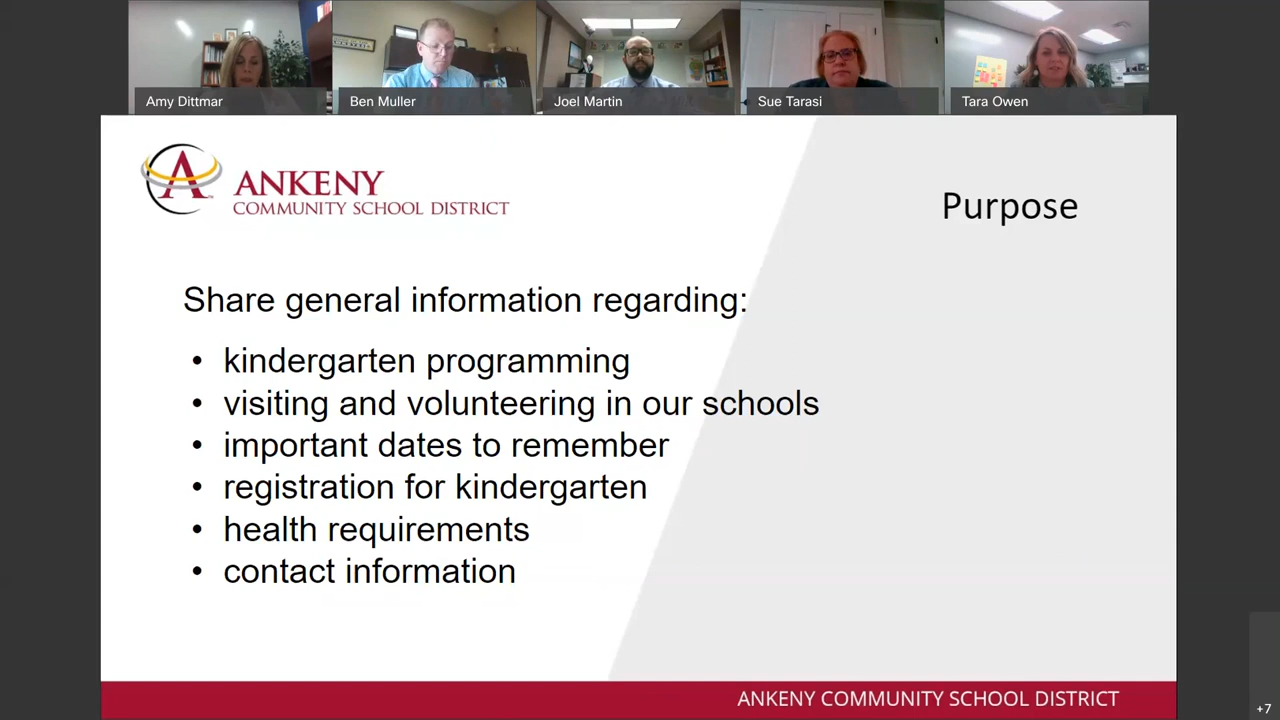 Amy Dittmar
Ben Muller
Joel Martin
Sue Tarasi
Tara Owen
A
ANKENY
COMMUNITY SCHOOL DISTRICT
Purpose
Share general information regarding:
• kindergarten programming
• visiting and volunteering in our schools
• important dates to remember
• registration for kindergarten
• health requirements
• contact information
ANKENY COMMUNITY SCHOOL DISTRICT
+7